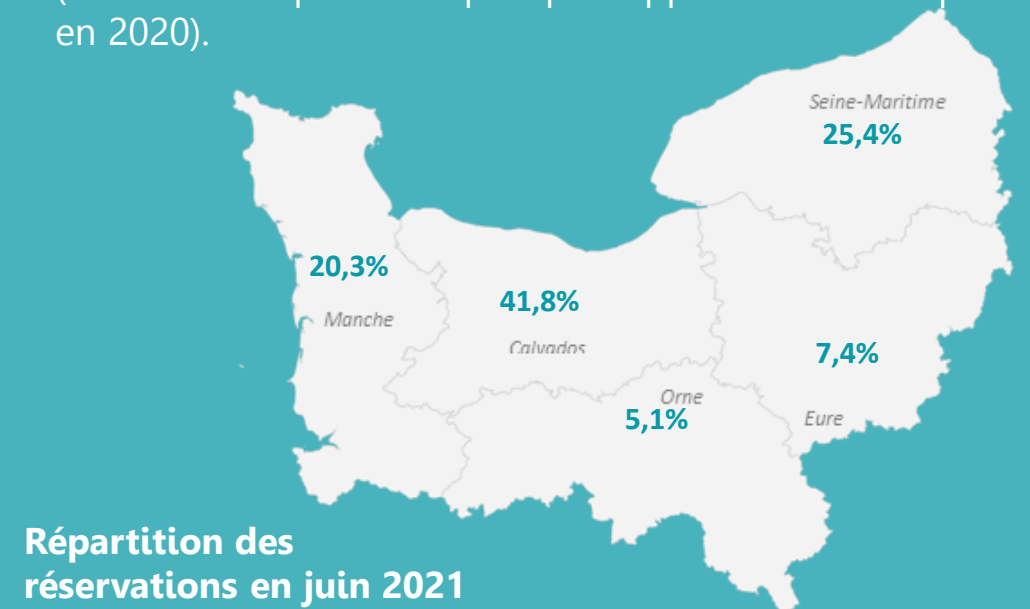 en 2020).
Seine-Maritime
25,4%
20,3%
Manche
41,8%
Calvados
7,4%
Orne
5,1%
Eure
Répartition des
réservations en juin 2021